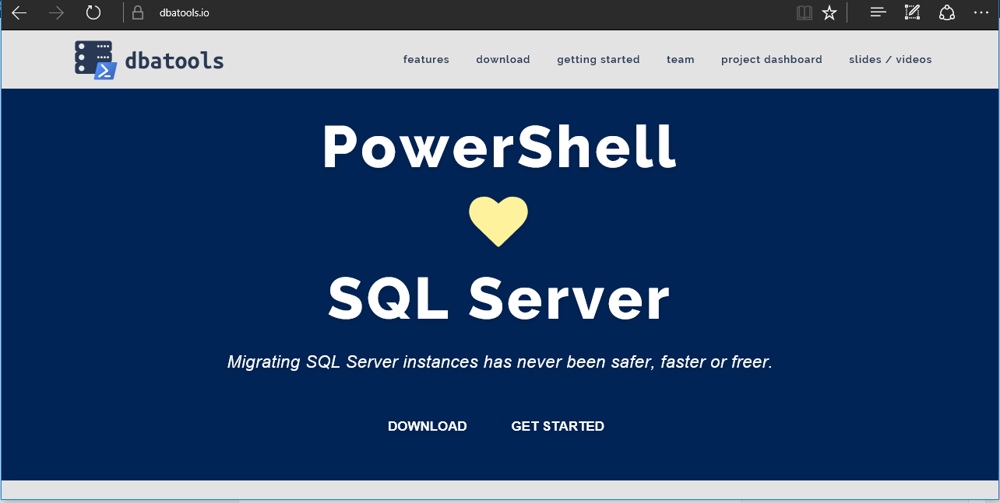 dbatools.io
dbatools
features download getting started team project dashboard slides / videos
PowerShell
SQL Server
Migrating SQL Server instances has never been safer, faster or freer.
DOWNLOAD GET STARTED